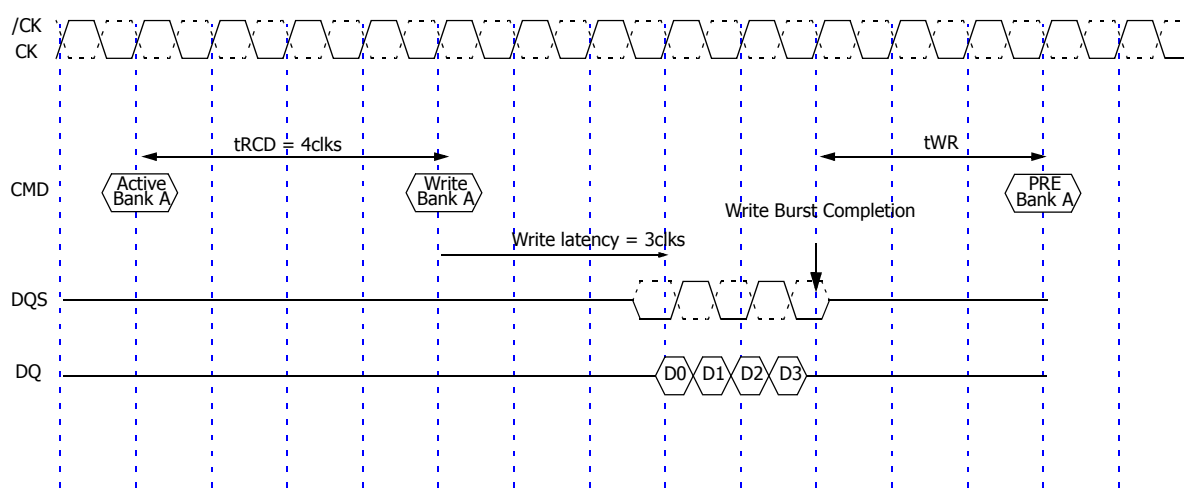 /CK
CK
tRCD = 4clks
tWR
CMD
Active
Bank A
Write
Bank A
PRE
Bank A
Write Burst Completion
Write latency = 3clks
DQS
DQ
D0
D1
D2
D3